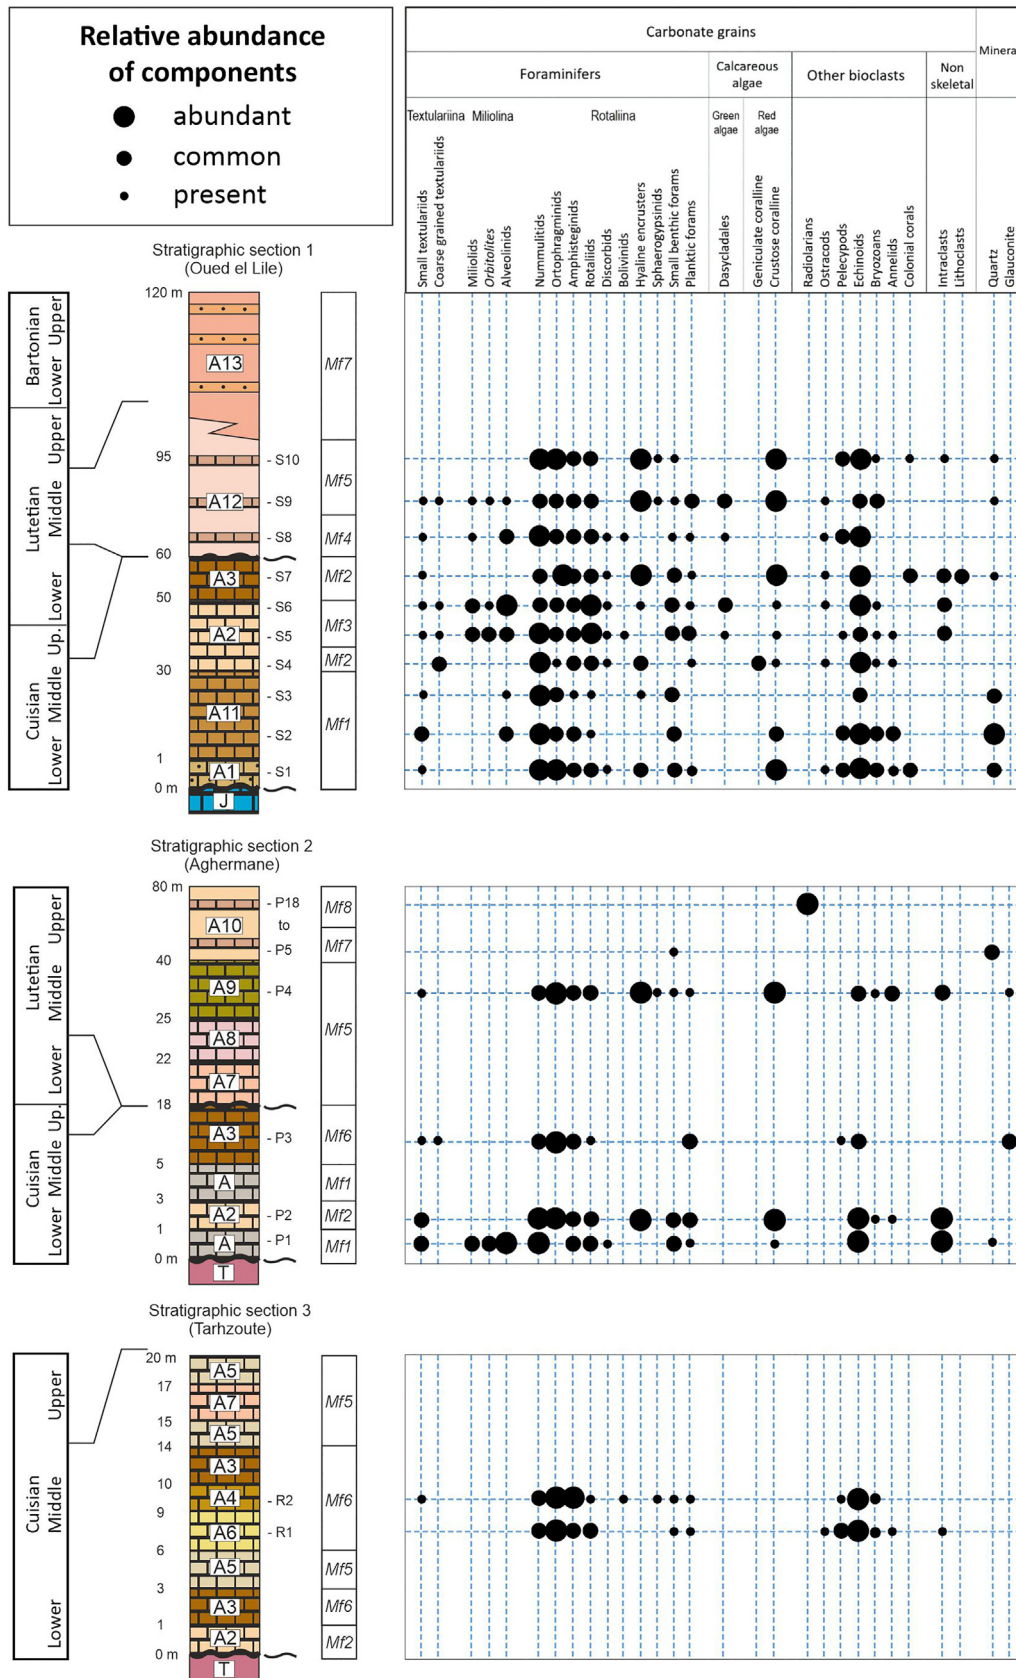 Relative abundance
of components
abundant
common
present
Carbonate grains
Minera
Foraminifers
Calcareous
algae
Other bioclasts
Non
skeletal
Textulariina Miliolina Rotaliina
Green
algae
Red
algae
Small textulariids
Coarse grained textulariids
Miliolids
Orbitolites
Alveolinids
Nummulitids
Ortophragminids
Amphisteginids
Rotaliids
Discorbids
Bolivinids
Hyaline encrusters
Sphaerogypsinids
Small benthic forams
Planktic forams
Dasycladales
Geniculate coralline
Crustose coralline
Radiolarians
Ostracods
Pelecypods
Echinoids
Bryozoans
Annelids
Colonial corals
Intraclasts
Lithoclasts
Quartz
Glauconite
Stratigraphic section 1
(Oued el Lile)
Bartonian
Lower Upper
Lutetian
Lower Middle Upper
Cuisian
Lower Middle Up.
120 m
95
60
50
30
1
0 m
A13
A12
A3
A2
A11
A1
J
- S10
- S9
- S8
- S7
- S6
- S5
- S4
- S3
- S2
- S1
Mf7
Mf5
Mf4
Mf2
Mf3
Mf2
Mf1
Stratigraphic section 2
(Aghermane)
Lutetian
Lower Middle Upper
Cuisian
Lower Middle Up.
80 m
40
25
22
18
5
3
1
0 m
A10
A9
A8
A7
A3
A
A2
A
T
- P18
to
- P5
- P4
- P3
- P2
- P1
Mf8
Mf7
Mf5
Mf6
Mf1
Mf2
Mf1
Stratigraphic section 3
(Tarhzoute)
Cuisian
Lower Middle Upper
20 m
17
15
14
10
9
6
3
1
0 m
A5
A7
A5
A3
A4
A6
A5
A3
A2
T
- R2
- R1
Mf5
Mf6
Mf5
Mf6
Mf2